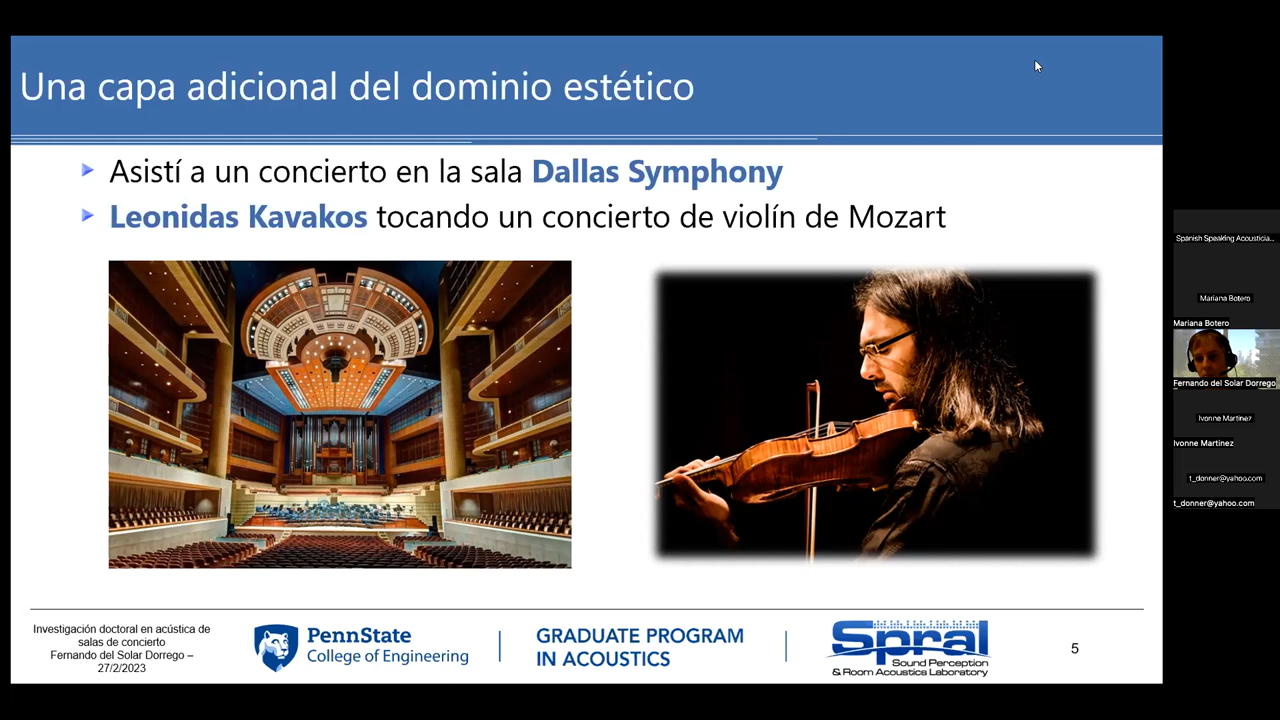 Una capa adicional del dominio estético
Asistí a un concierto en la sala Dallas Symphony
Leonidas Kavakos tocando un concierto de violín de Mozart
Investigación doctoral en acústica de
salas de concierto
Fernando del Solar Dorrego –
27/2/2023
PennState
College of Engineering
GRADUATE PROGRAM
IN ACOUSTICS
Spral
Sound Perception
& Room Acoustics Laboratory
5
Spanish Speaking Acousticia...
Mariana Botero
Mariana Botero
Fernando del Solar Dorrego
Ivonne Martinez
Ivonne Martinez
t_donner@yahoo.com
t_donner@yahoo.com